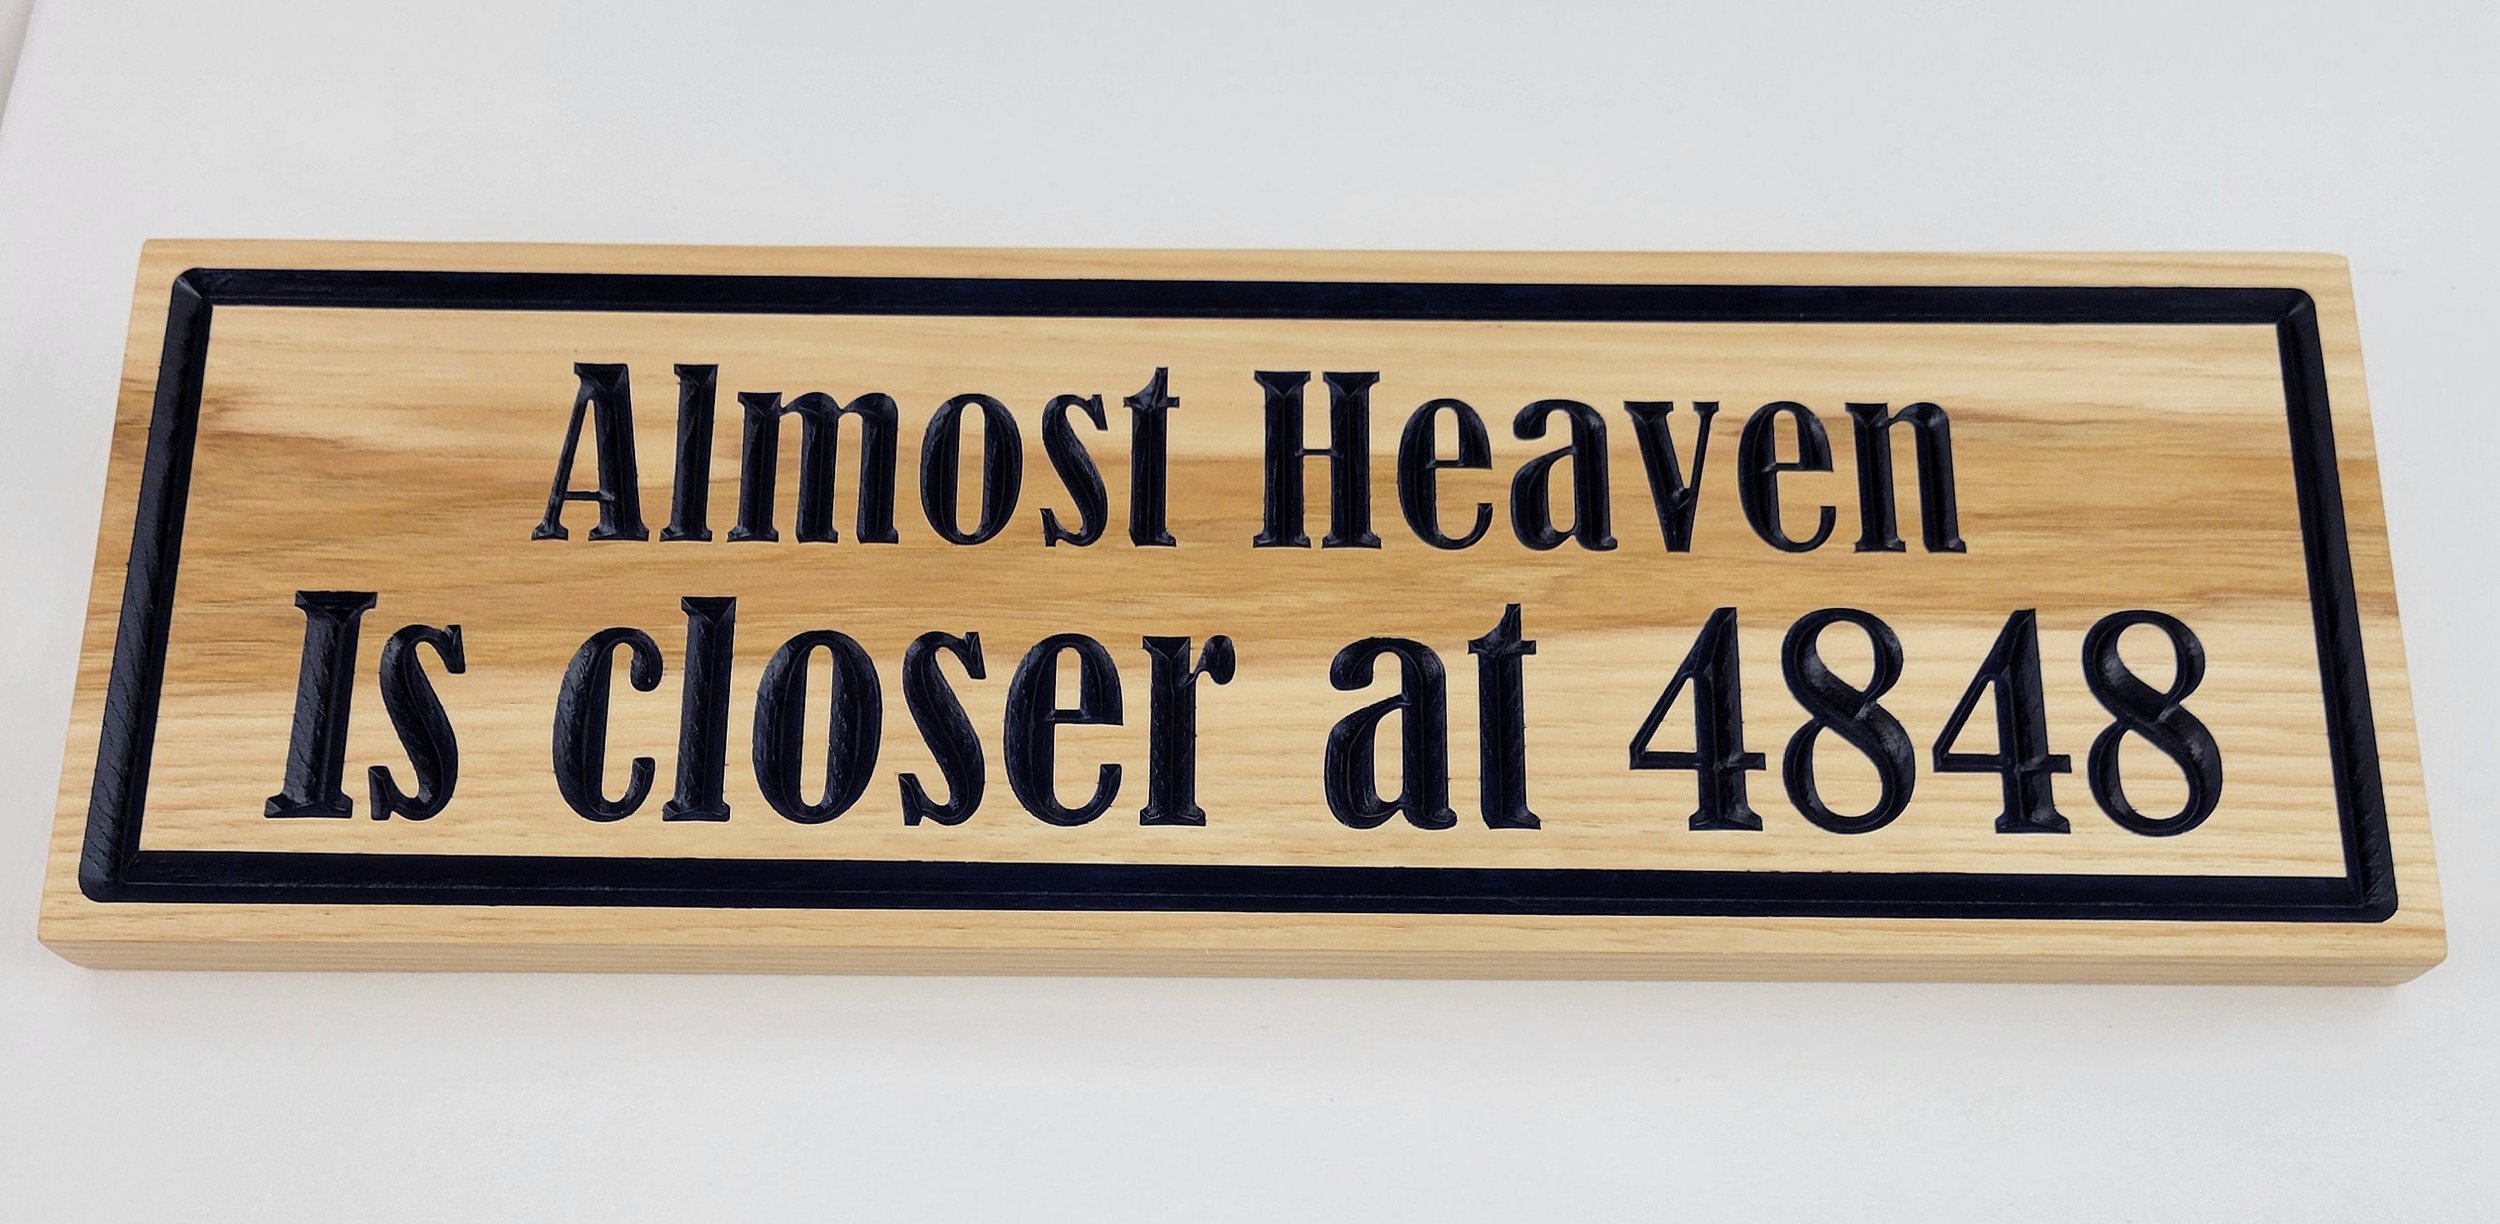 Almost Heaven
Is closer at 4848